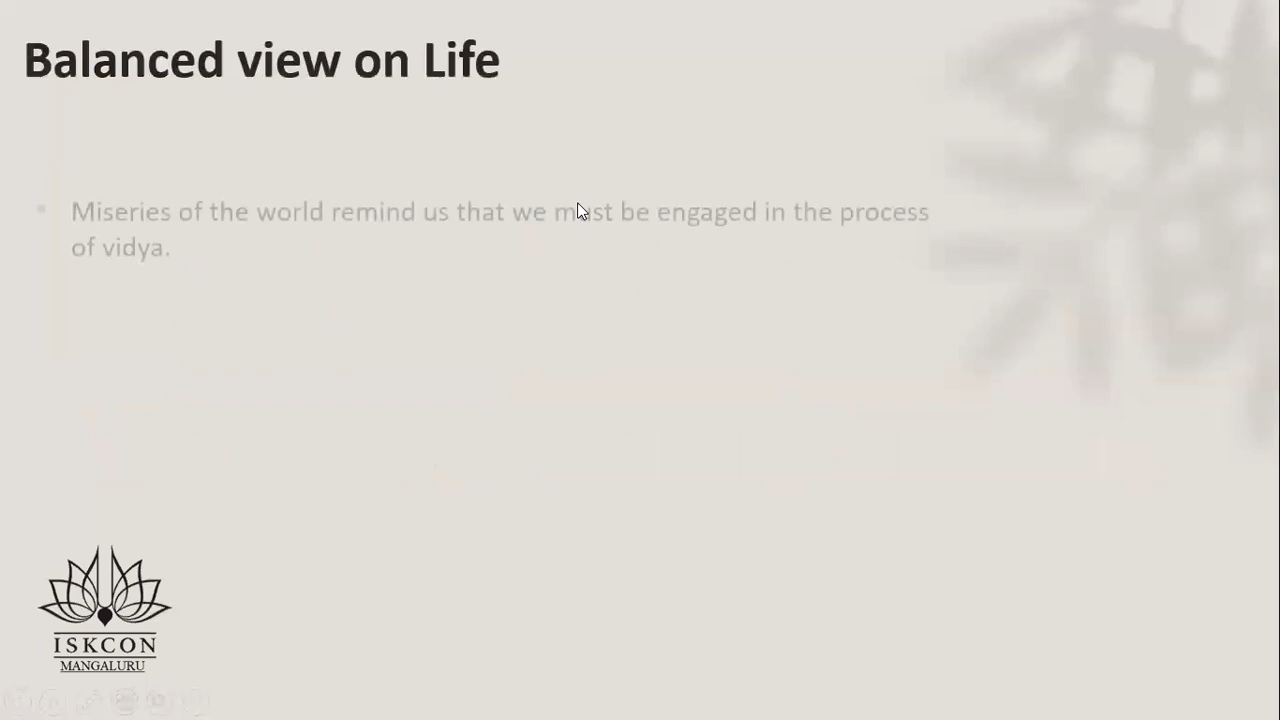 Balanced view on Life
• Miseries of the world remind us that we must be engaged in the process
of vidya.
ISKCON
MANGALURU